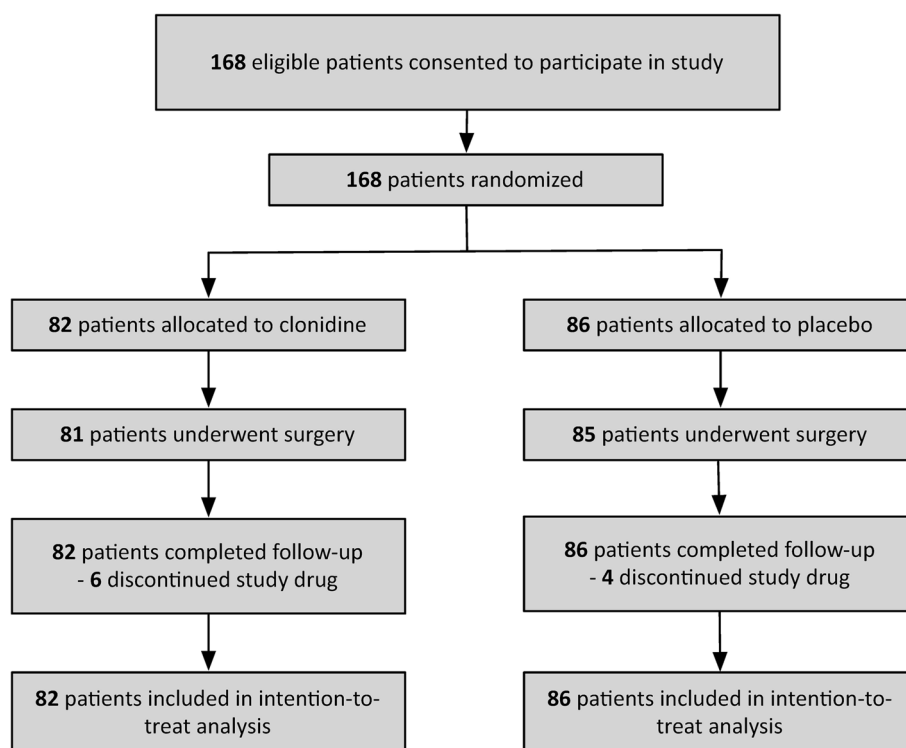 168 eligible patients consented to participate in study
168 patients randomized
82 patients allocated to clonidine
86 patients allocated to placebo
81 patients underwent surgery
85 patients underwent surgery
82 patients completed follow-up
- 6 discontinued study drug
86 patients completed follow-up
- 4 discontinued study drug
82 patients included in intention-to-
treat analysis
86 patients included in intention-to-
treat analysis